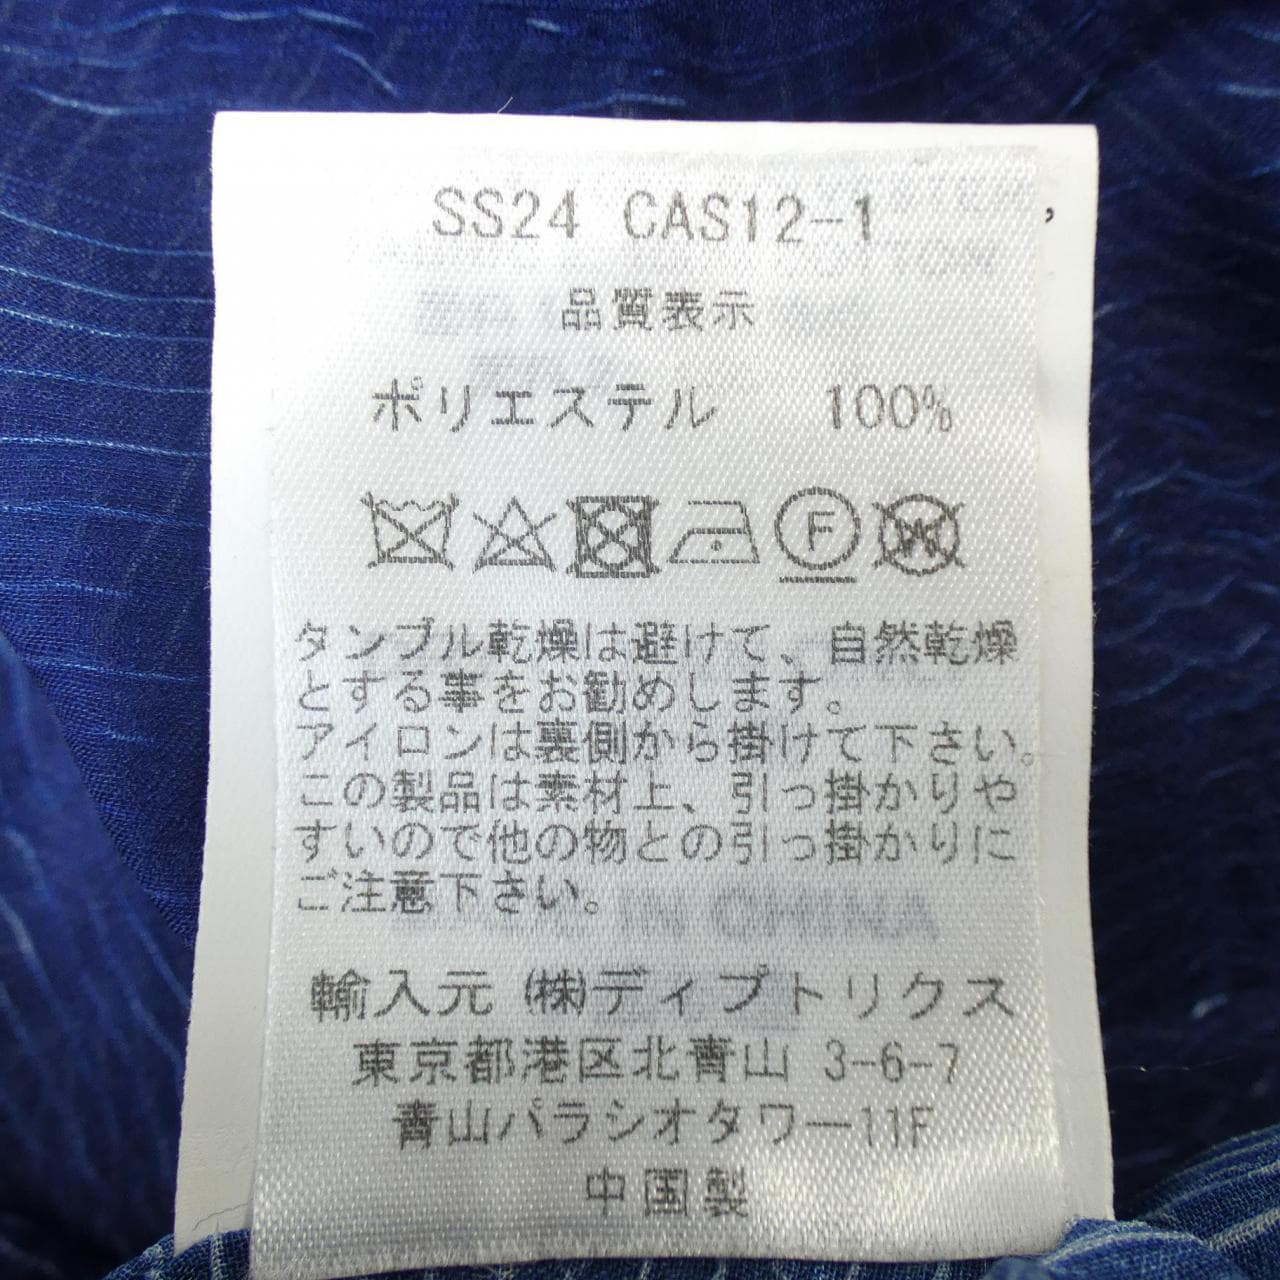 SS24 CAS12-1
品質表示
ポリエステル 100%
F
W
タンブル乾燥は避けて、自然乾燥
とする事をお勧めします。
アイロンは裏側から掛けて下さい。
この製品は素材上、引っ掛かりや
すいので他の物との引っ掛かりに
ご注意下さい。
IN CHINA
輸入元 ㈱ディプトリクス
東京都港区北青山 3-6-7
青山パラシオタワー11F
中国製